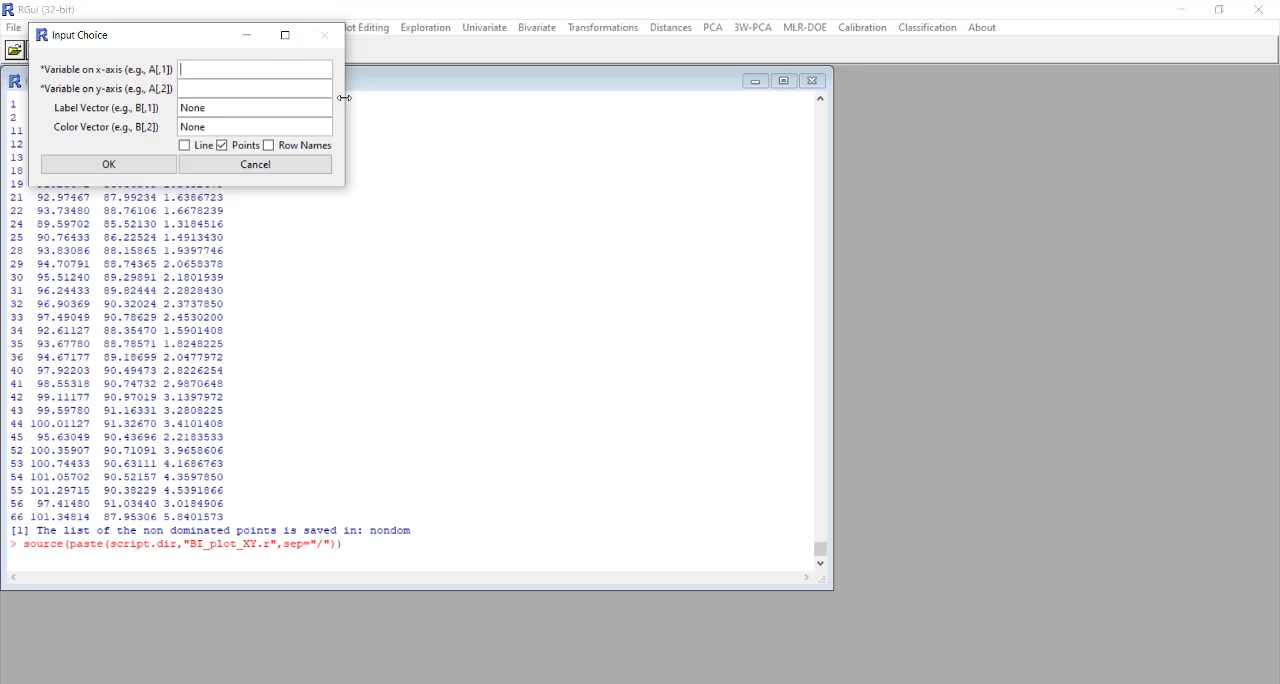 RGui (32-bit)
File
lot Editing Exploration Univariate Bivariate Transformations Distances PCA 3W-PCA MLR-DOE Calibration Classification About
Input Choice
*Variable on x-axis (e.g., A[,1])
*Variable on y-axis (e.g., A[,2])
Label Vector (e.g., B[,1]) None
Color Vector (e.g., B[,2]) None
Line Points Row Names
OK Cancel
1
2
11
12
13
18
19
21 92.97467 87.99234 1.6386723
22 93.73480 88.76106 1.6678239
24 89.59702 85.52130 1.3184516
25 90.76433 86.22524 1.4913430
28 93.83086 88.15865 1.9397746
29 94.70791 88.74365 2.0658378
30 95.51240 89.29891 2.1801939
31 96.24433 89.82444 2.2828430
32 96.90369 90.32024 2.3737850
33 97.49049 90.78629 2.4530200
34 92.61127 88.35470 1.5901408
35 93.67780 88.78571 1.8248225
36 94.67177 89.18699 2.0477972
40 97.92203 90.49473 2.8226254
41 98.55318 90.74732 2.9870648
42 99.11177 90.97019 3.1397972
43 99.59780 91.16331 3.2808225
44 100.01127 91.32670 3.4101408
45 95.63049 90.43696 2.2183533
52 100.35907 90.71091 3.9658606
53 100.74433 90.63111 4.1686763
54 101.05702 90.52157 4.3597850
55 101.29715 90.38229 4.5391866
56 97.41480 91.03440 3.0184906
66 101.34814 87.95306 5.8401573
[1] The list of the non dominated points is saved in: nondom
> source(paste(script.dir,"BI_plot_XY.r",sep="/"))